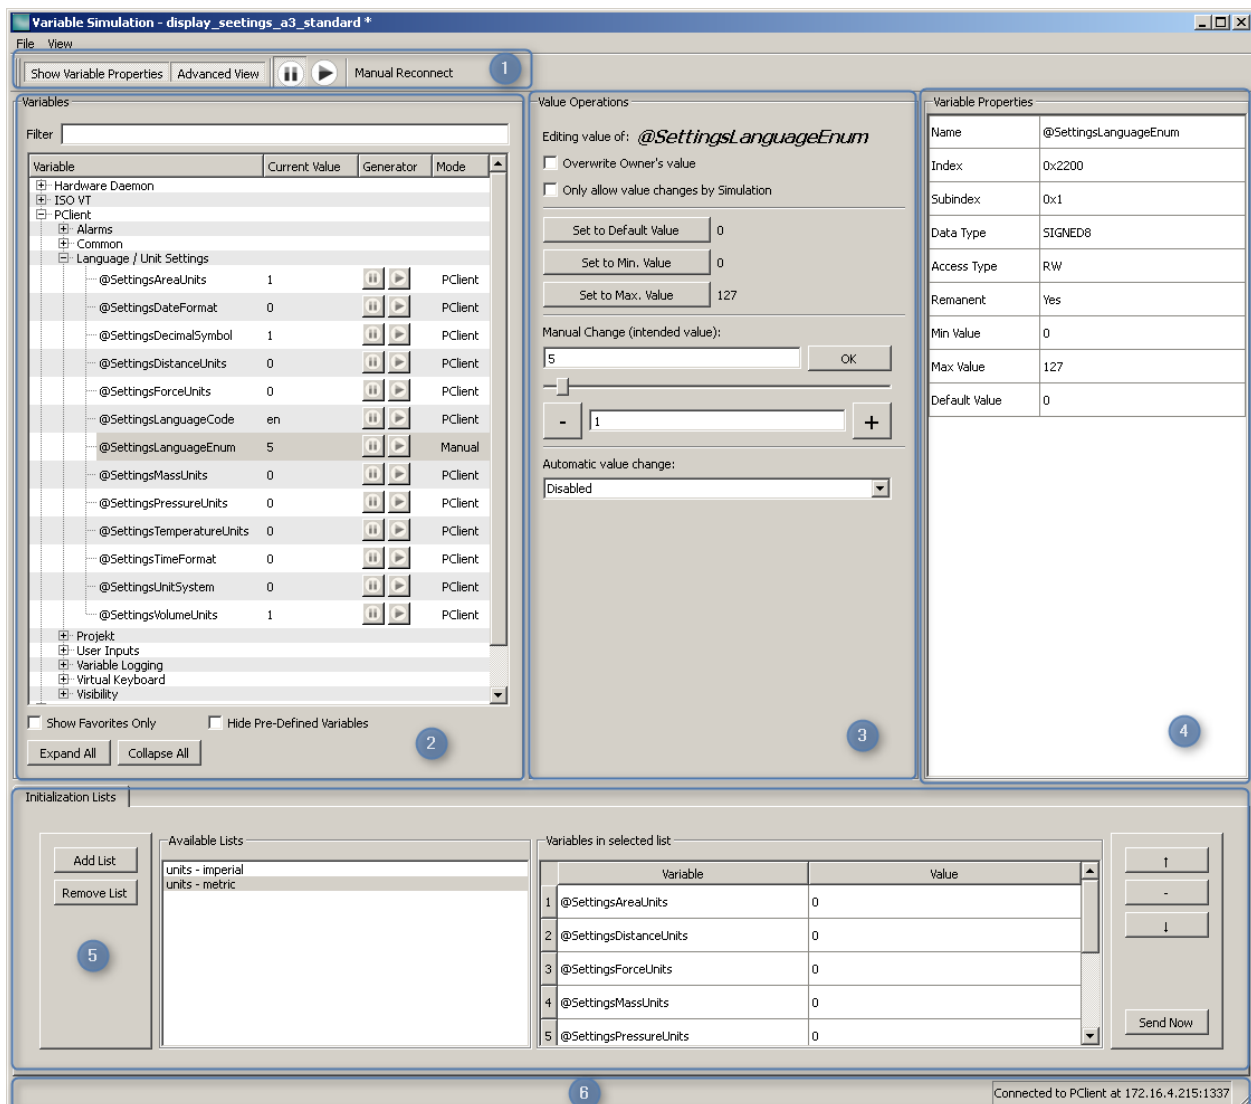 Variable Simulation - display_seetings_a3_standard *
File View
Show Variable Properties Advanced View Manual Reconnect 1
Variables
Filter
Variable Current Value Generator Mode
Hardware Daemon
ISO VT
PClient
Alarms
Common
Language / Unit Settings
@SettingsAreaUnits 1 PClient
@SettingsDateFormat 0 PClient
@SettingsDecimalSymbol 1 PClient
@SettingsDistanceUnits 0 PClient
@SettingsForceUnits 0 PClient
@SettingsLanguageCode en PClient
@SettingsLanguageEnum 5 Manual
@SettingsMassUnits 0 PClient
@SettingsPressureUnits 0 PClient
@SettingsTemperatureUnits 0 PClient
@SettingsTimeFormat 0 PClient
@SettingsUnitSystem 0 PClient
@SettingsVolumeUnits 1 PClient
Projekt
User Inputs
Variable Logging
Virtual Keyboard
Visibility
Show Favorites Only Hide Pre-Defined Variables
Expand All Collapse All 2
Value Operations
Editing value of: @SettingsLanguageEnum
Overwrite Owner's value
Only allow value changes by Simulation
Set to Default Value 0
Set to Min. Value 0
Set to Max. Value 127
Manual Change (intended value):
5 OK
- 1 +
Automatic value change:
Disabled
3
Variable Properties
Name @SettingsLanguageEnum
Index 0x2200
Subindex 0x1
Data Type SIGNED8
Access Type RW
Remanent Yes
Min Value 0
Max Value 127
Default Value 0
4
Initialization Lists
Add List
Remove List
5
Available Lists
units - imperial
units - metric
Variables in selected list
Variable Value
1 @SettingsAreaUnits 0
2 @SettingsDistanceUnits 0
3 @SettingsForceUnits 0
4 @SettingsMassUnits 0
5 @SettingsPressureUnits 0
↑
-
↓
Send Now
6
Connected to PClient at 172.16.4.215:1337